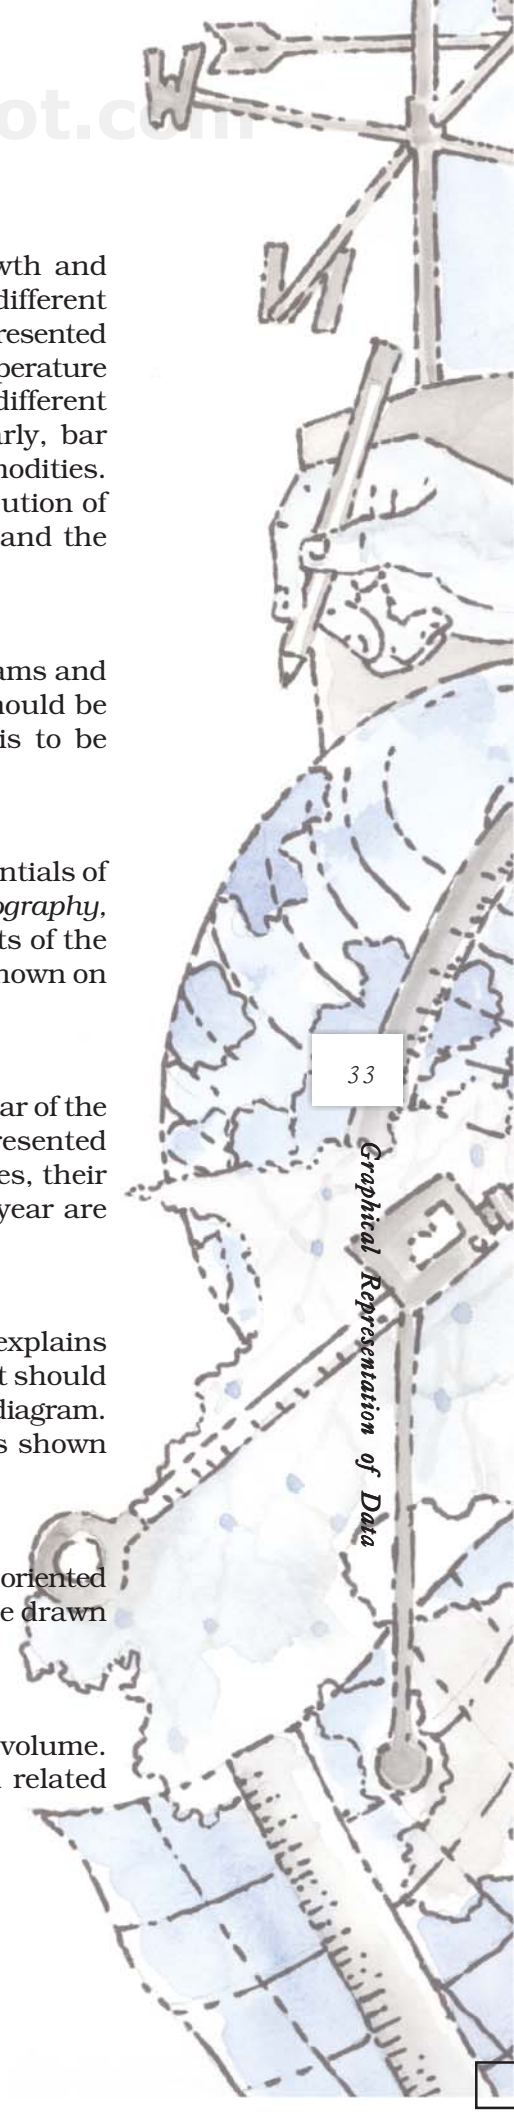 ot.com
W
N
wth and
different
resented
perature
different
arly, bar
nodities.
ution of
and the
ams and
hould be
is to be
ntials of
ography,
ts of the
hown on
33
ar of the
resented
es, their
year are
Graphical Representation of Data
explains
t should
diagram.
s shown
oriented
e drawn
volume.
related